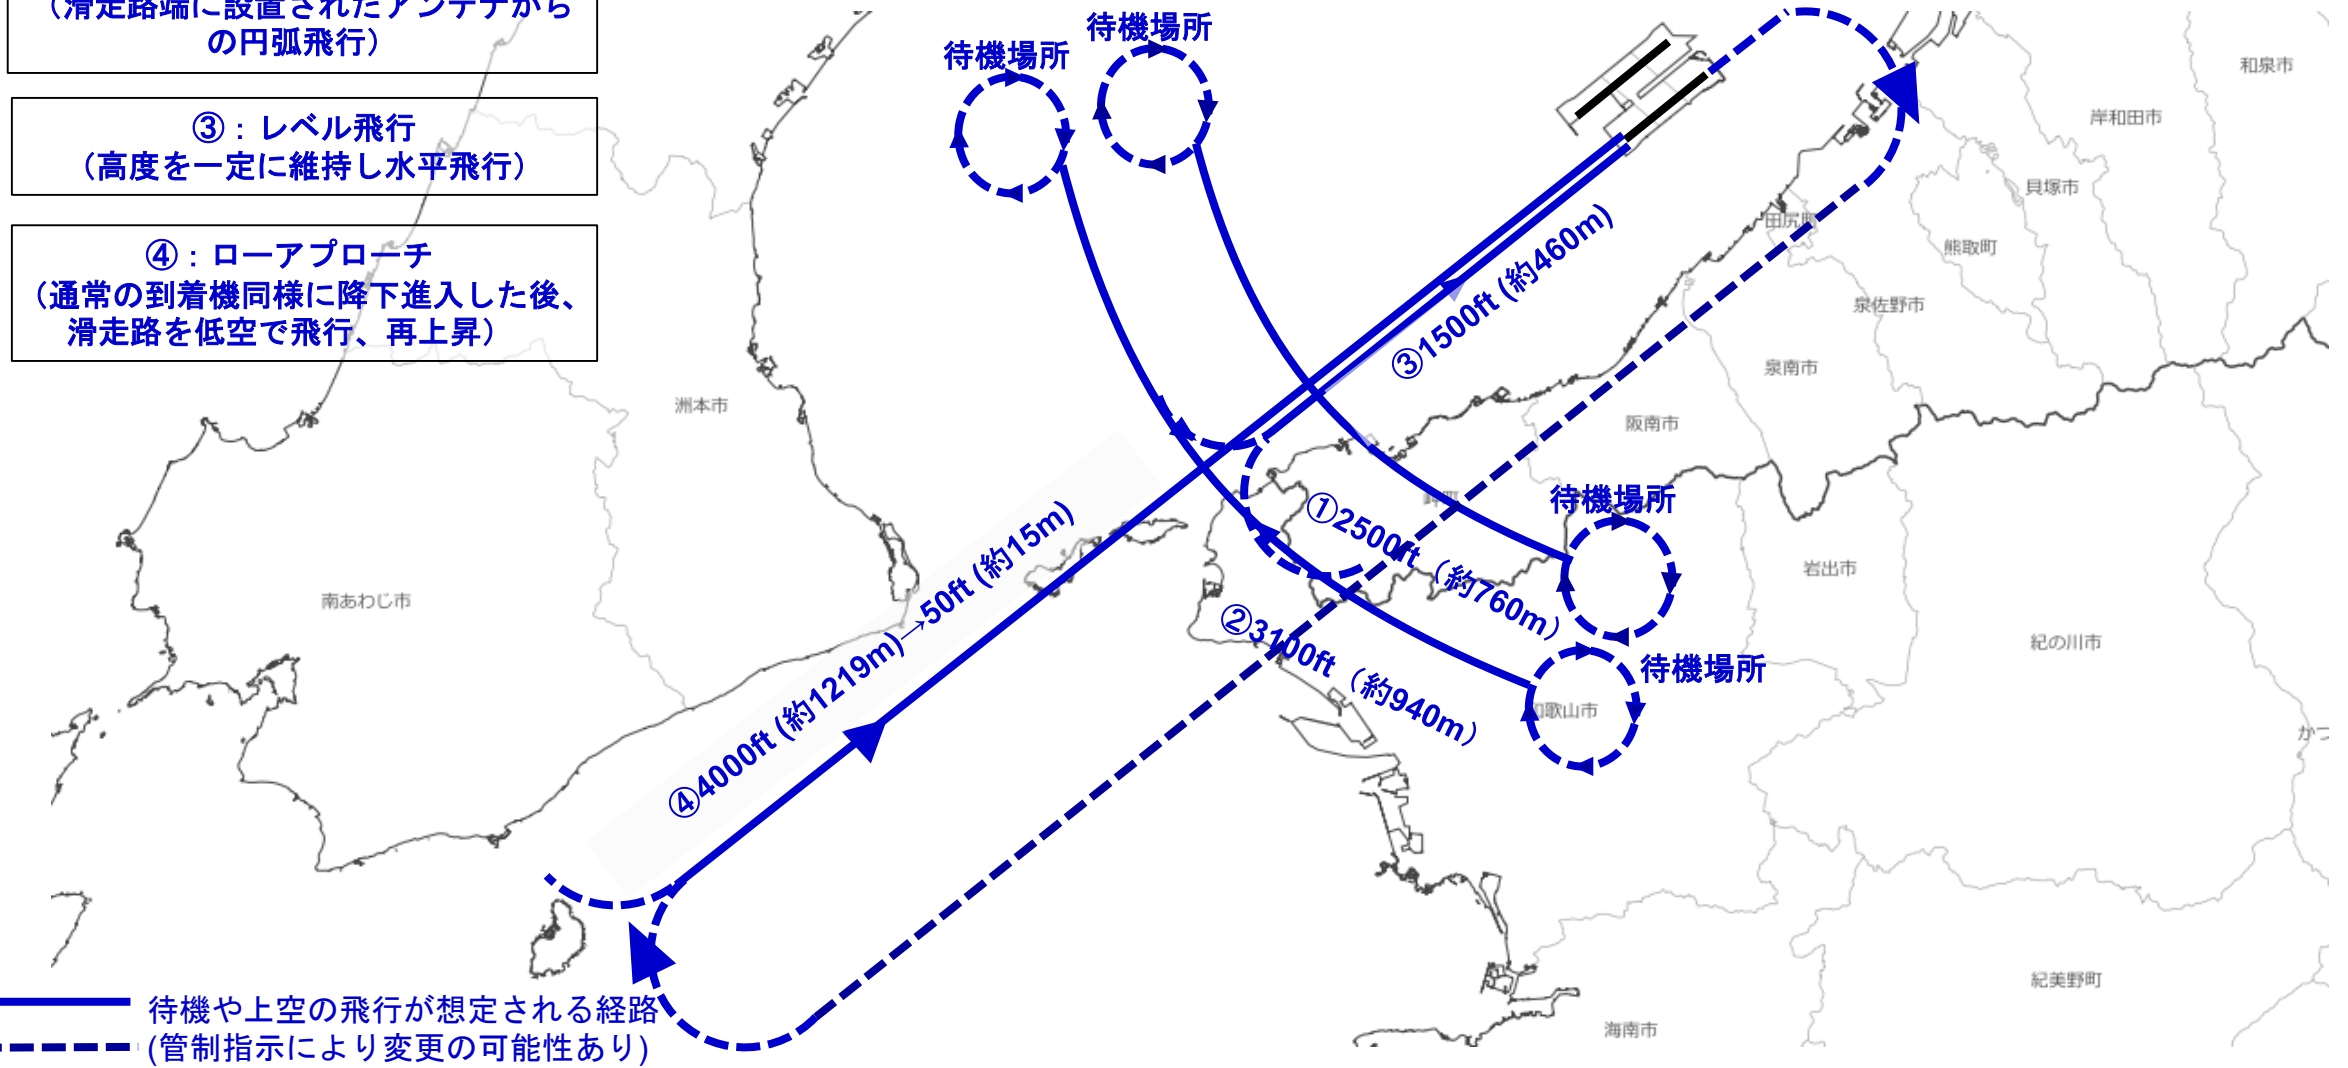 （滑走路端に設置されたアンテナから
の円弧飛行）
③：レベル飛行
（高度を一定に維持し水平飛行）
④：ローアプローチ
（通常の到着機同様に降下進入した後、
滑走路を低空で飛行、再上昇）
待機場所
待機場所
和泉市
岸和田市
貝塚市
田尻町
熊取町
泉佐野市
③1500ft (約460m)
泉南市
洲本市
阪南市
岬町
待機場所
①2500ft（約760m）
岩出市
南あわじ市
②3100ft（約940m）
④4000ft (約1219m)→50ft (約15m)
紀の川市
待機場所
和歌山市
かつ
紀美野町
海南市
待機や上空の飛行が想定される経路
(管制指示により変更の可能性あり)